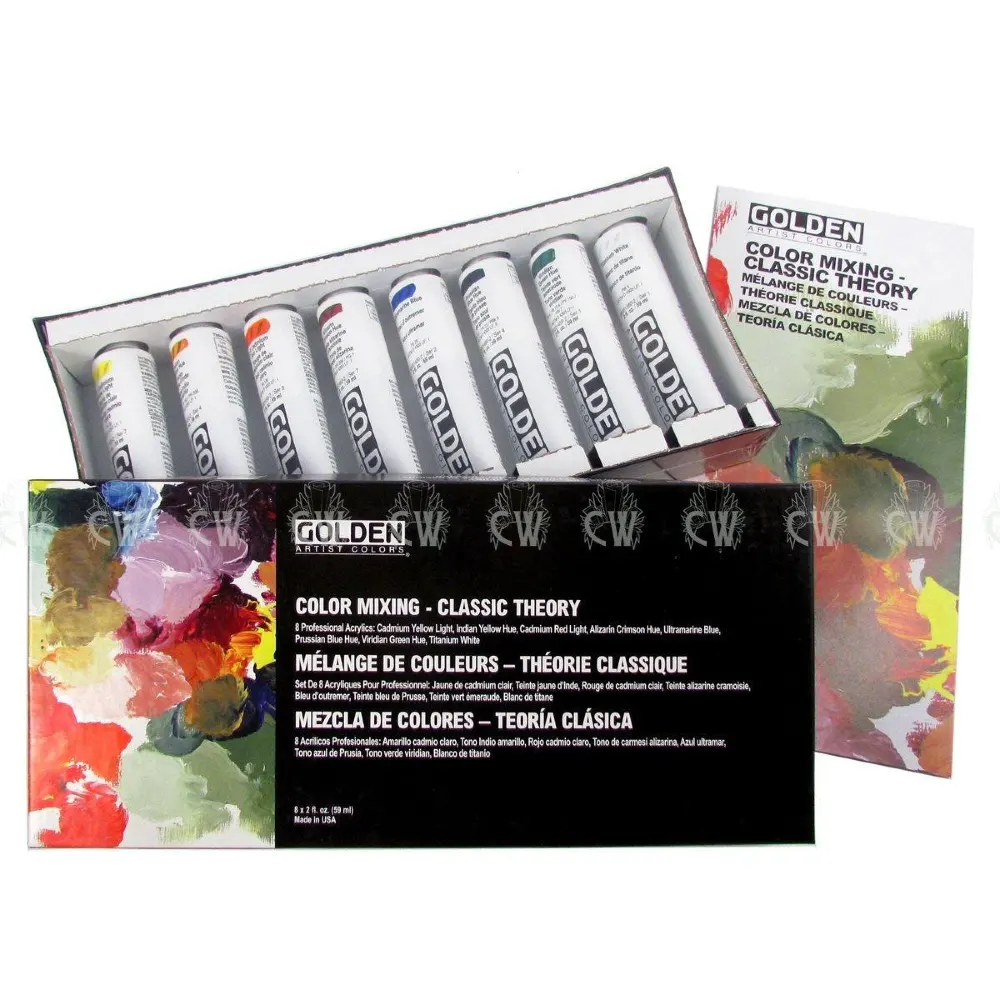 GOLDEN
ARTIST COLORS®
COLOR MIXING -
CLASSIC THEORY
MÉLANGE DE COULEURS –
THÉORIE CLASSIQUE
MEZCLA DE COLORES –
TEORÍA CLÁSICA
GOLDEN
GOLDEN
GOLDEN
GOLDEN
GOLDEN
GOLDEN
GOLDEN
GOLDEN
CW CW CW CW CW CW CW CW CW CW
GOLDEN
ARTIST COLORS®
COLOR MIXING - CLASSIC THEORY
8 Professional Acrylics: Cadmium Yellow Light, Indian Yellow Hue, Cadmium Red Light, Alizarin Crimson Hue, Ultramarine Blue,
Prussian Blue Hue, Viridian Green Hue, Titanium White
MÉLANGE DE COULEURS – THÉORIE CLASSIQUE
Set De 8 Acryliques Pour Professionnel: Jaune de cadmium clair, Teinte jaune d'Inde, Rouge de cadmium clair, Teinte alizarine cramoisie,
Bleu d'outremer, Teinte bleu de Prusse, Teinte vert émeraude, Blanc de titane
MEZCLA DE COLORES – TEORÍA CLÁSICA
8 Acrílicos Profesionales: Amarillo cadmio claro, Tono Indio amarillo, Rojo cadmio claro, Tono de carmesí alizarina, Azul ultramar,
Tono azul de Prusia, Tono verde viridian, Blanco de titanio
8 x 2 fl. oz. (59 ml)
Made in USA